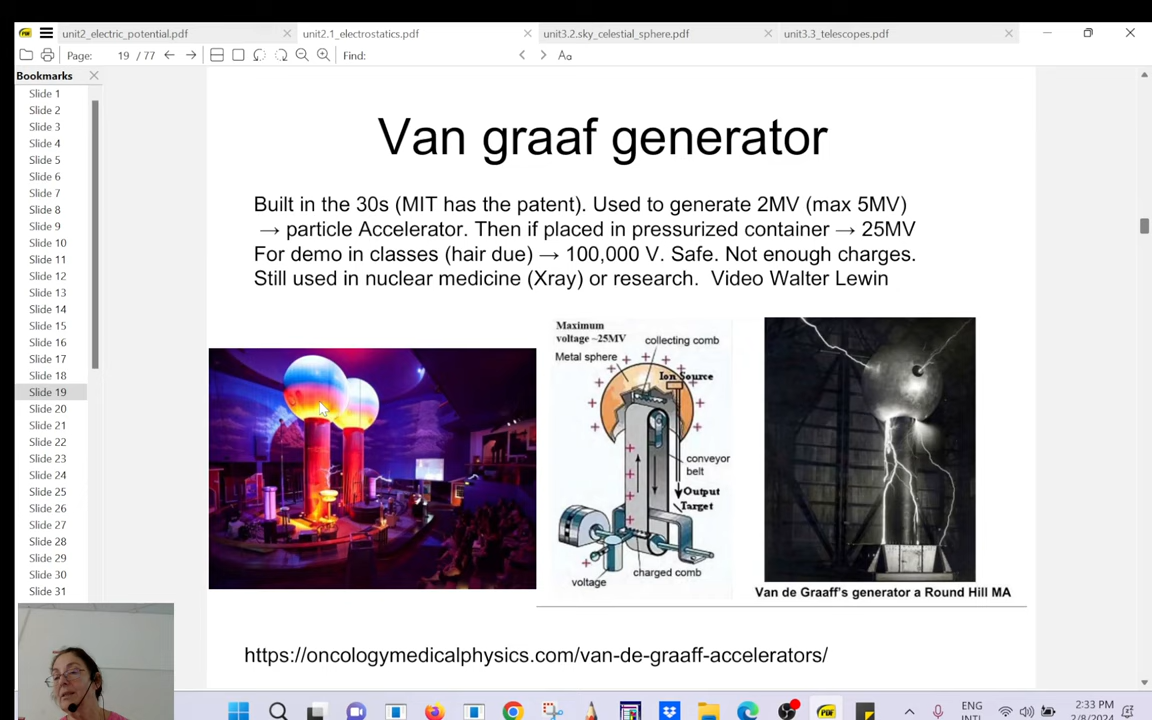 unit2_electric_potential.pdf
unit2.1_electrostatics.pdf
unit3.2.sky_celestial_sphere.pdf
unit3.3_telescopes.pdf
Page: 19 / 77
Find:
Aa
Bookmarks
Slide 1
Slide 2
Slide 3
Slide 4
Slide 5
Slide 6
Slide 7
Slide 8
Slide 9
Slide 10
Slide 11
Slide 12
Slide 13
Slide 14
Slide 15
Slide 16
Slide 17
Slide 18
Slide 19
Slide 20
Slide 21
Slide 22
Slide 23
Slide 24
Slide 25
Slide 26
Slide 27
Slide 28
Slide 29
Slide 30
Slide 31
Van graaf generator
Built in the 30s (MIT has the patent). Used to generate 2MV (max 5MV)
→ particle Accelerator. Then if placed in pressurized container → 25MV
For demo in classes (hair due) → 100,000 V. Safe. Not enough charges.
Still used in nuclear medicine (Xray) or research. Video Walter Lewin
Maximum
voltage ~25MV
collecting comb
Metal sphere
Ion Source
conveyor
belt
Output
Target
charged comb
voltage
Van de Graaff's generator a Round Hill MA
https://oncologymedicalphysics.com/van-de-graaff-accelerators/
ENG
INTL
2:33 PM